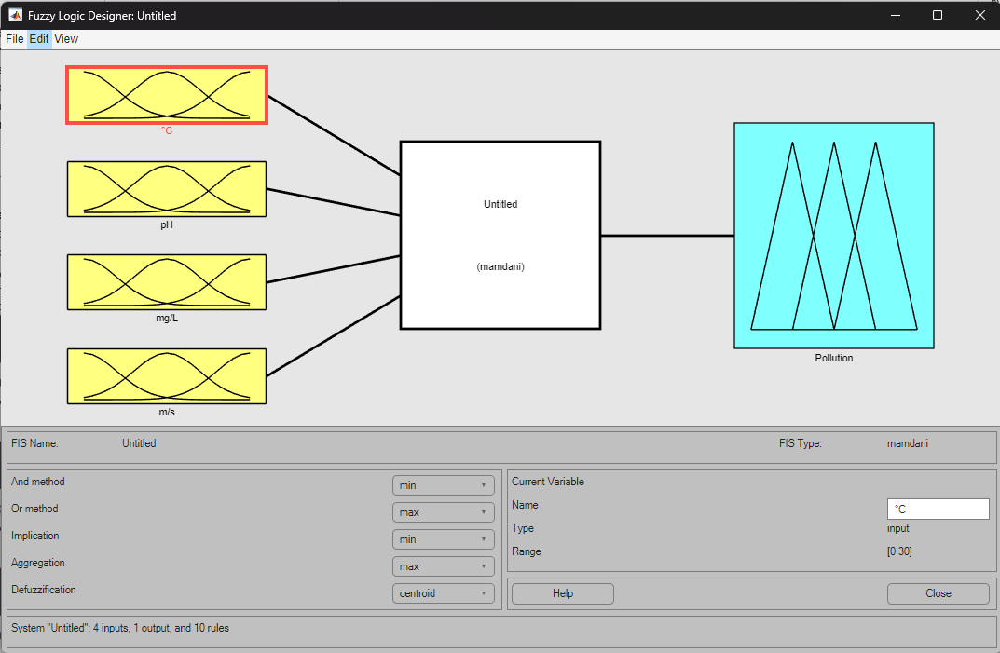 Fuzzy Logic Designer: Untitled
File Edit View
°C
pH
mg/L
m/s
Untitled
(mamdani)
Pollution
FIS Name: Untitled FIS Type: mamdani
And method min
Or method max
Implication min
Aggregation max
Defuzzification centroid
Current Variable
Name °C
Type input
Range [0 30]
Help Close
System "Untitled": 4 inputs, 1 output, and 10 rules